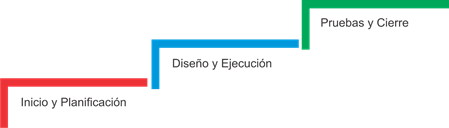 Pruebas y Cierre
Diseño y Ejecución
Inicio y Planificación